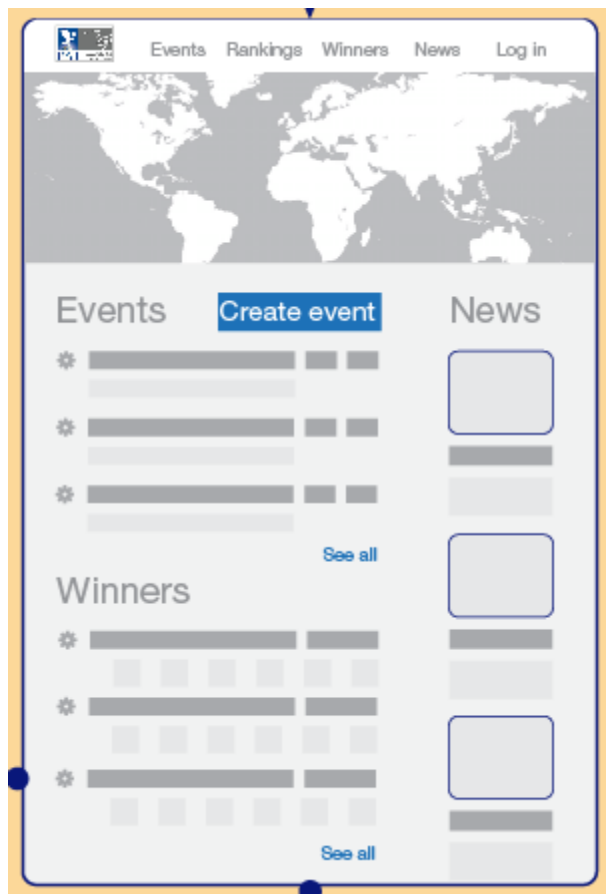 Events Rankings Winners News Log in
Events
Create event
News
See all
Winners
See all